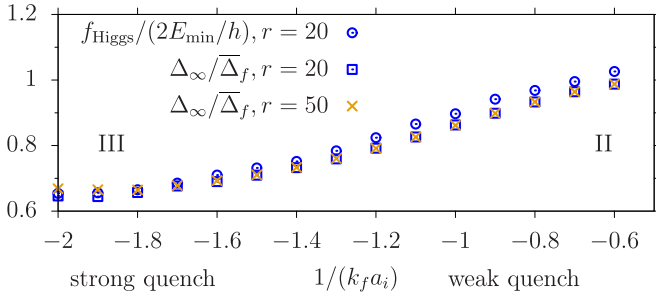 1.2
f_Higgs/(2E_min/h), r = 20
Δ_∞/Δ̅_f, r = 20
1
Δ_∞/Δ̅_f, r = 50
0.8
III
II
0.6
−2 −1.8 −1.6 −1.4 −1.2 −1 −0.8 −0.6
strong quench 1/(k_f a_i) weak quench